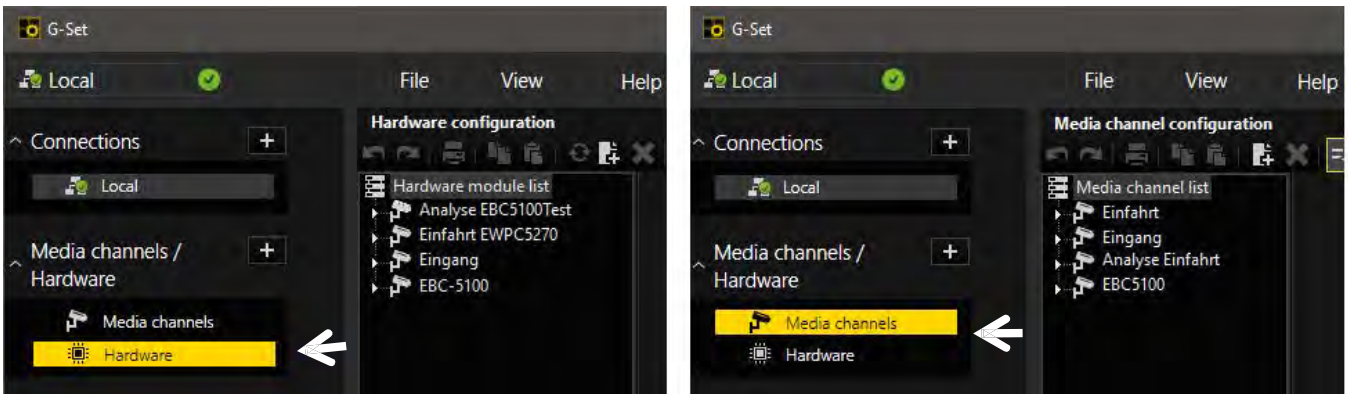 G-Set
Local
File View Help
Connections
Hardware configuration
Local
Hardware module list
Analyse EBC5100Test
Einfahrt EWPC5270
Eingang
EBC-5100
Media channels /
Hardware
Media channels
Hardware
G-Set
Local
File View Help
Connections
Media channel configuration
Local
Media channel list
Einfahrt
Eingang
Analyse Einfahrt
EBC5100
Media channels /
Hardware
Media channels
Hardware